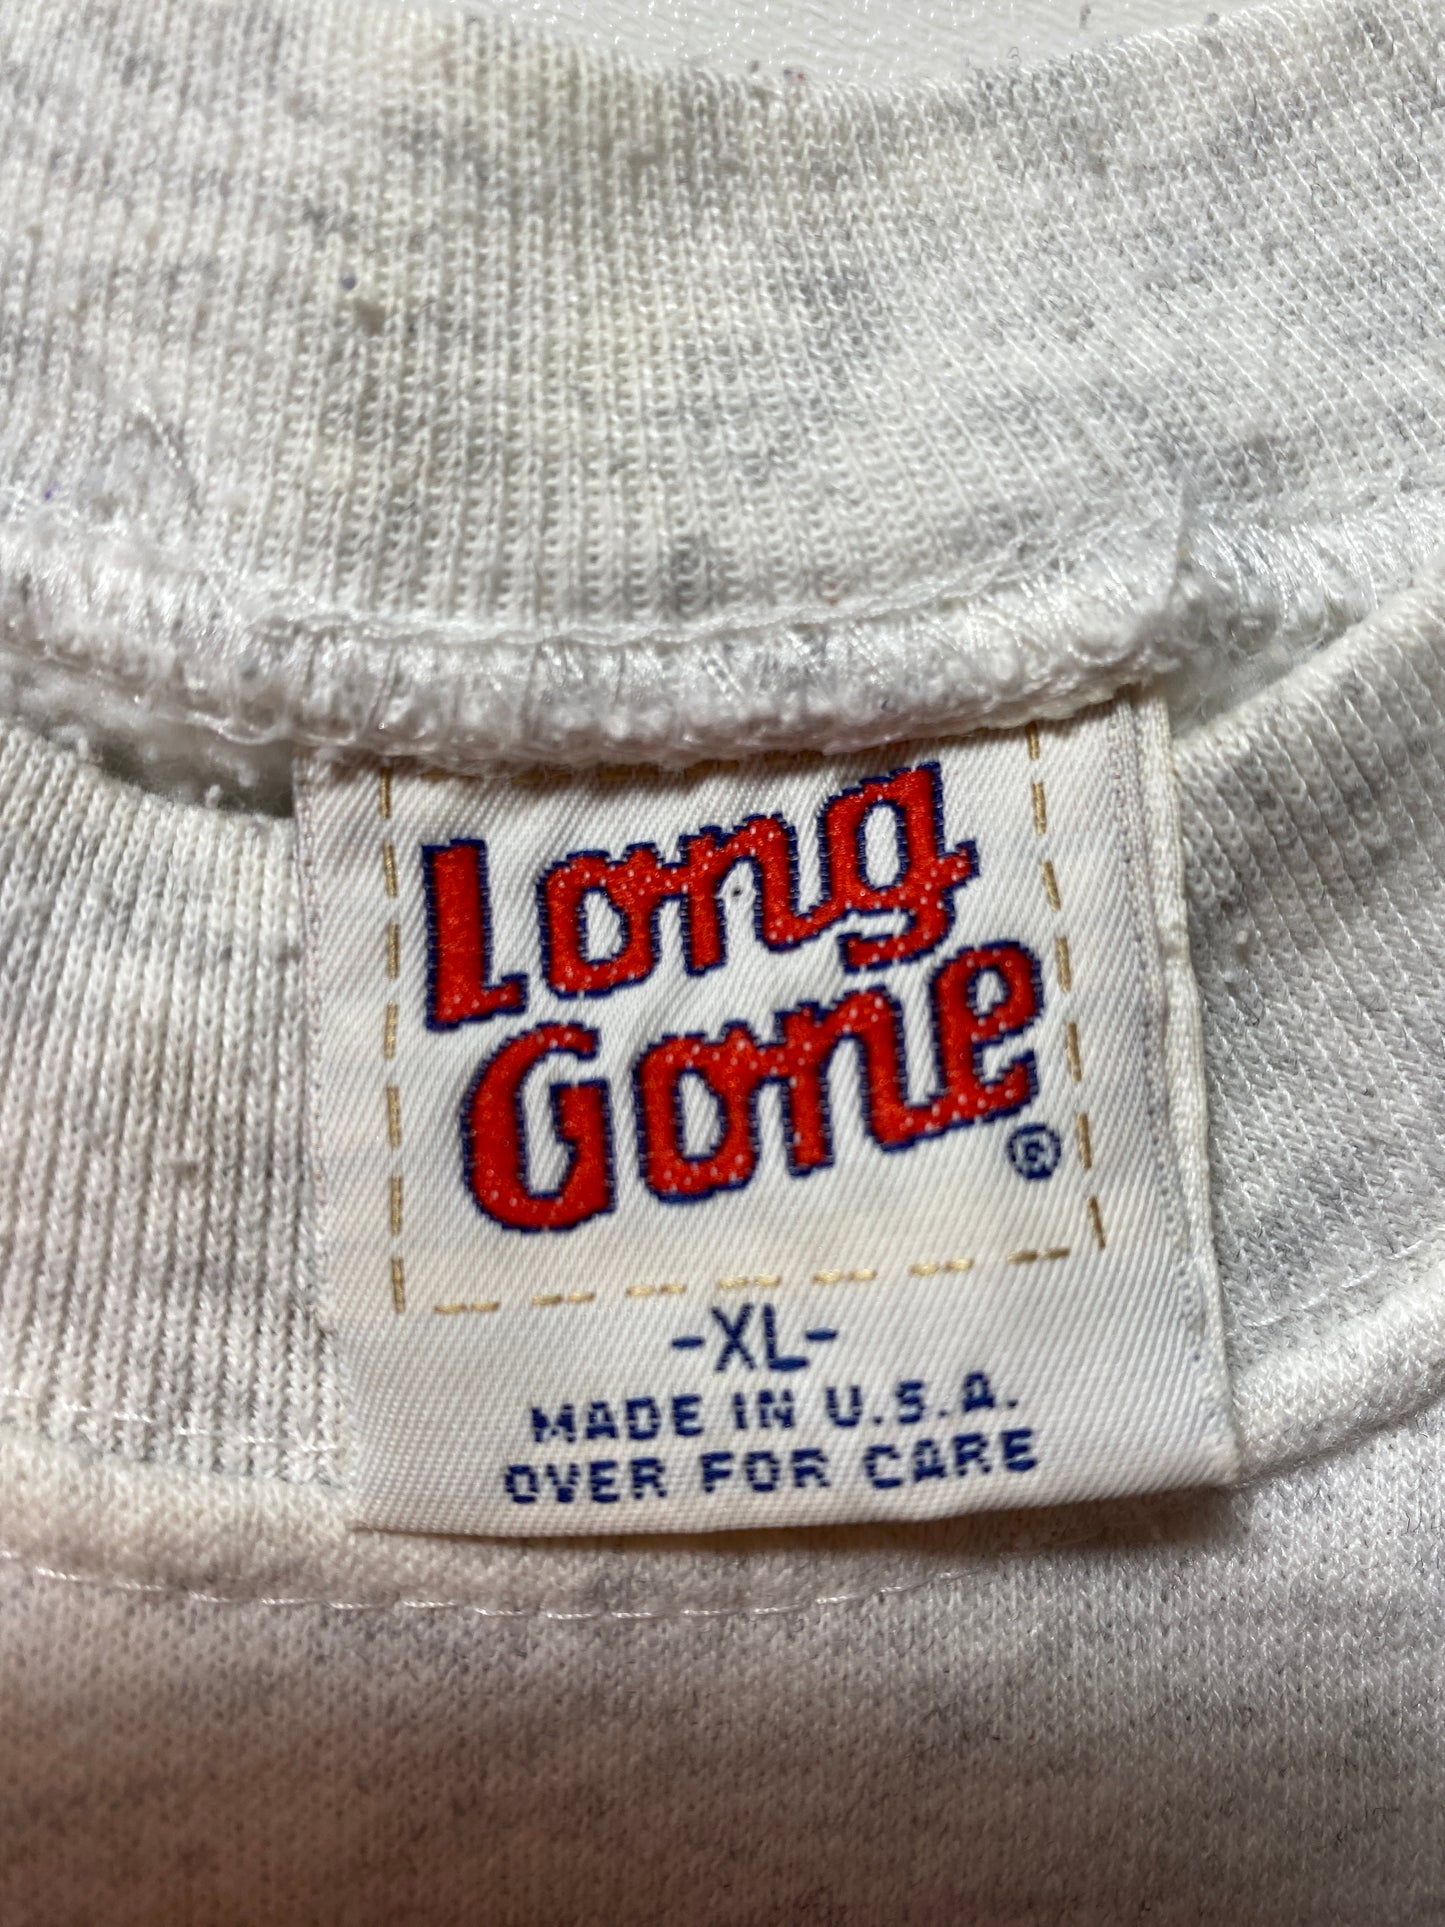 Long
Gone®
-XL-
MADE IN U.S.A.
OVER FOR CARE